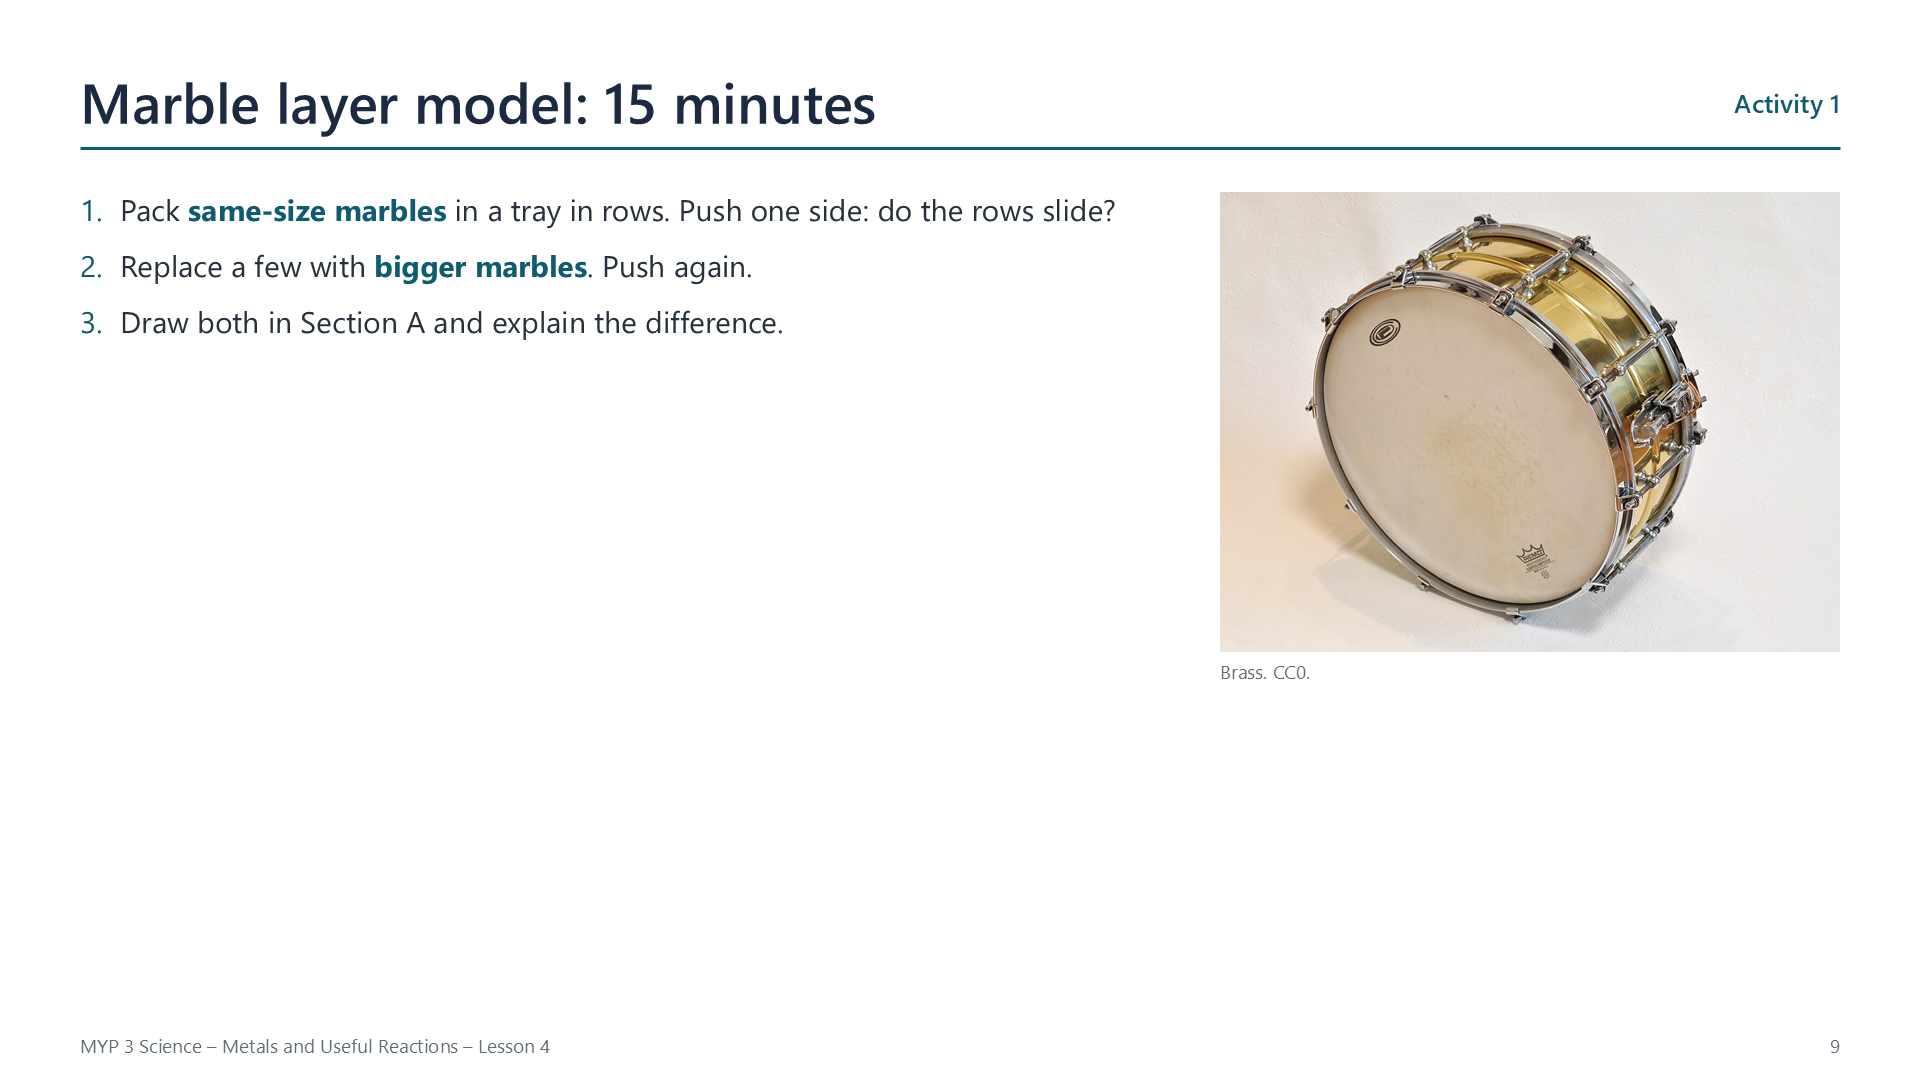 Marble layer model: 15 minutes
Activity 1
1. Pack same-size marbles in a tray in rows. Push one side: do the rows slide?
2. Replace a few with bigger marbles. Push again.
3. Draw both in Section A and explain the difference.
REMO
Brass. CC0.
MYP 3 Science – Metals and Useful Reactions – Lesson 4
9